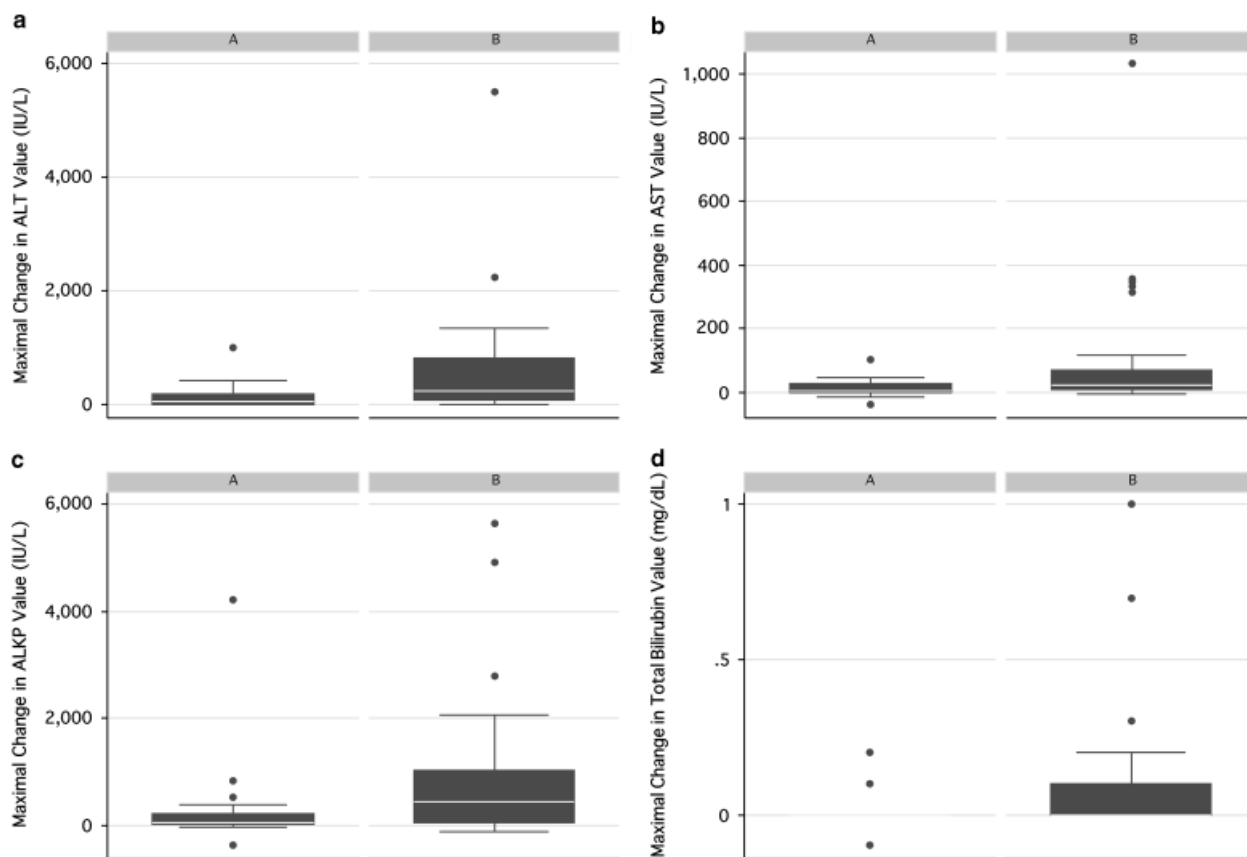 a
A
B
Maximal Change in ALT Value (IU/L)
6,000
4,000
2,000
0
b
A
B
Maximal Change in AST Value (IU/L)
1,000
800
600
400
200
0
c
A
B
Maximal Change in ALKP Value (IU/L)
6,000
4,000
2,000
0
d
A
B
Maximal Change in Total Bilirubin Value (mg/dL)
1
.5
0